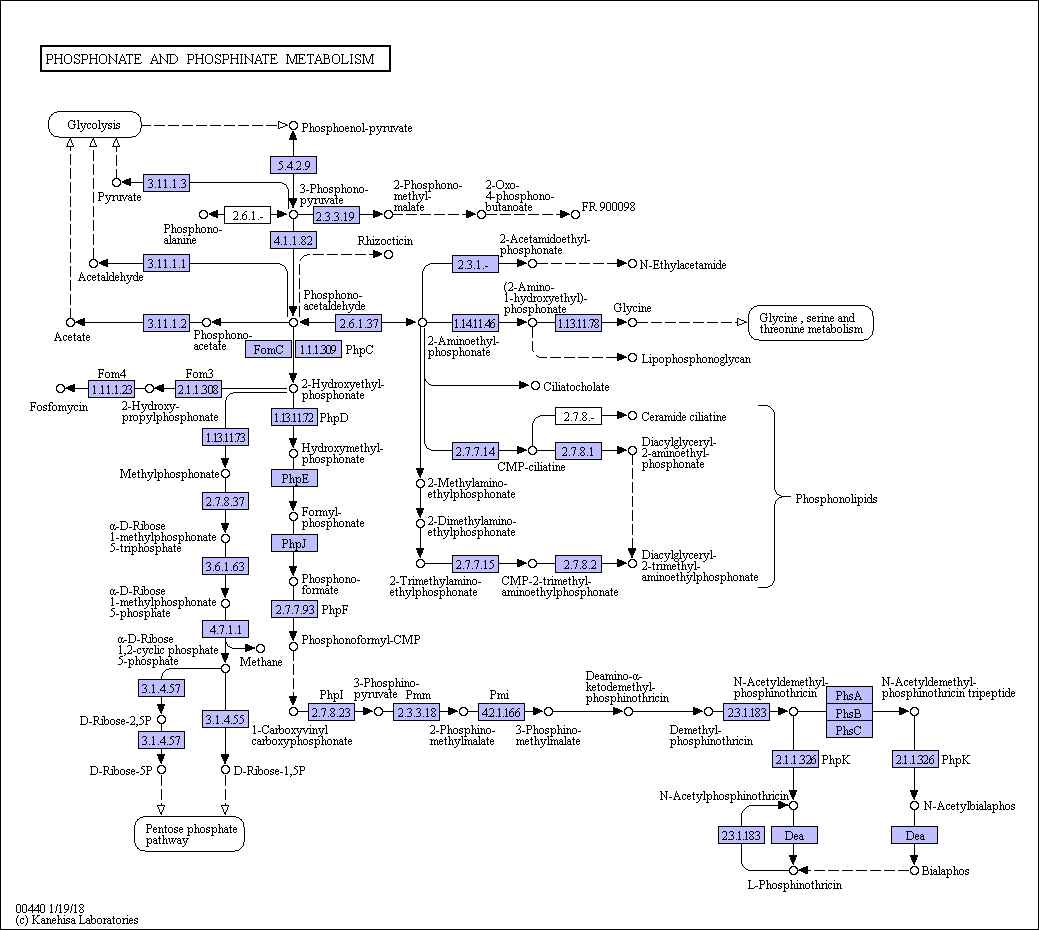 PHOSPHONATE AND PHOSPHINATE METABOLISM
Glycolysis
Phosphoenol-pyruvate
5.4.2.9
3.11.1.3
Pyruvate
3-Phosphono-
pyruvate
2-Phosphono-
methyl-
malate
2-Oxo-
4-phosphono-
butanoate
2.6.1.-
2.3.3.19
FR.900098
Phosphono-
alanine
4.1.1.82
Rhizocticin
2-Acetamidoethyl-
phosphonate
3.11.1.1
Acetaldehyde
2.3.1.-
N-Ethylacetamide
Phosphono-
acetaldehyde
(2-Amino-
1-hydroxyethyl)-
phosphonate
Glycine
3.11.1.2
Acetate
Phosphono-
acetate
2.6.1.37
1.14.11.46
1.13.11.78
Glycine , serine and
threonine metabolism
2-Aminoethyl-
phosphonate
FomC
1.1.1.309
PhpC
Lipophosphonoglycan
Fom4
Fom3
1.11.1.23
2.1.1.308
2-Hydroxyethyl-
phosphonate
Ciliatocholate
Fosfomycin
2-Hydroxy-
propylphosphonate
1.13.11.72
PhpD
2.7.8.-
Ceramide ciliatine
1.13.11.73
Hydroxymethyl-
phosphonate
2.7.7.14
2.7.8.1
Diacylglyceryl-
2-aminoethyl-
phosphonate
CMP-ciliatine
Methylphosphonate
PhpE
2-Methylamino-
ethylphosphonate
2.7.8.37
Phosphonolipids
Formyl-
phosphonate
2-Dimethylamino-
ethylphosphonate
α-D-Ribose
1-methylphosphonate
5-triphosphate
PhpJ
3.6.1.63
2.7.7.15
2.7.8.2
Diacylglyceryl-
2-trimethyl-
aminoethylphosphonate
Phosphono-
formate
2-Trimethylamino-
ethylphosphonate
CMP-2-trimethyl-
aminoethylphosphonate
α-D-Ribose
1-methylphosphonate
5-phosphate
2.7.7.93
PhpF
4.7.1.1
α-D-Ribose
1,2-cyclic phosphate
5-phosphate
Phosphonoformyl-CMP
Methane
3.1.4.57
3-Phosphino-
pyruvate
Deamino-α-
ketodemethyl-
phosphinothricin
N-Acetyldemethyl-
phosphinothricin
N-Acetyldemethyl-
phosphinothricin tripeptide
PhpI
Pmm
Pmi
PhsA
PhsB
PhsC
2.7.8.23
2.3.3.18
4.2.1.166
2.3.1.183
D-Ribose-2,5P
3.1.4.55
1-Carboxyvinyl
carboxyphosphonate
2-Phosphino-
methylmalate
3-Phosphino-
methylmalate
Demethyl-
phosphinothricin
3.1.4.57
2.1.1.326
PhpK
2.1.1.326
PhpK
D-Ribose-5P
D-Ribose-1,5P
N-Acetylphosphinothricin
N-Acetylbialaphos
Pentose phosphate
pathway
2.3.1.183
Dea
Dea
L-Phosphinothricin
Bialaphos
00440 1/19/18
(c) Kanehisa Laboratories